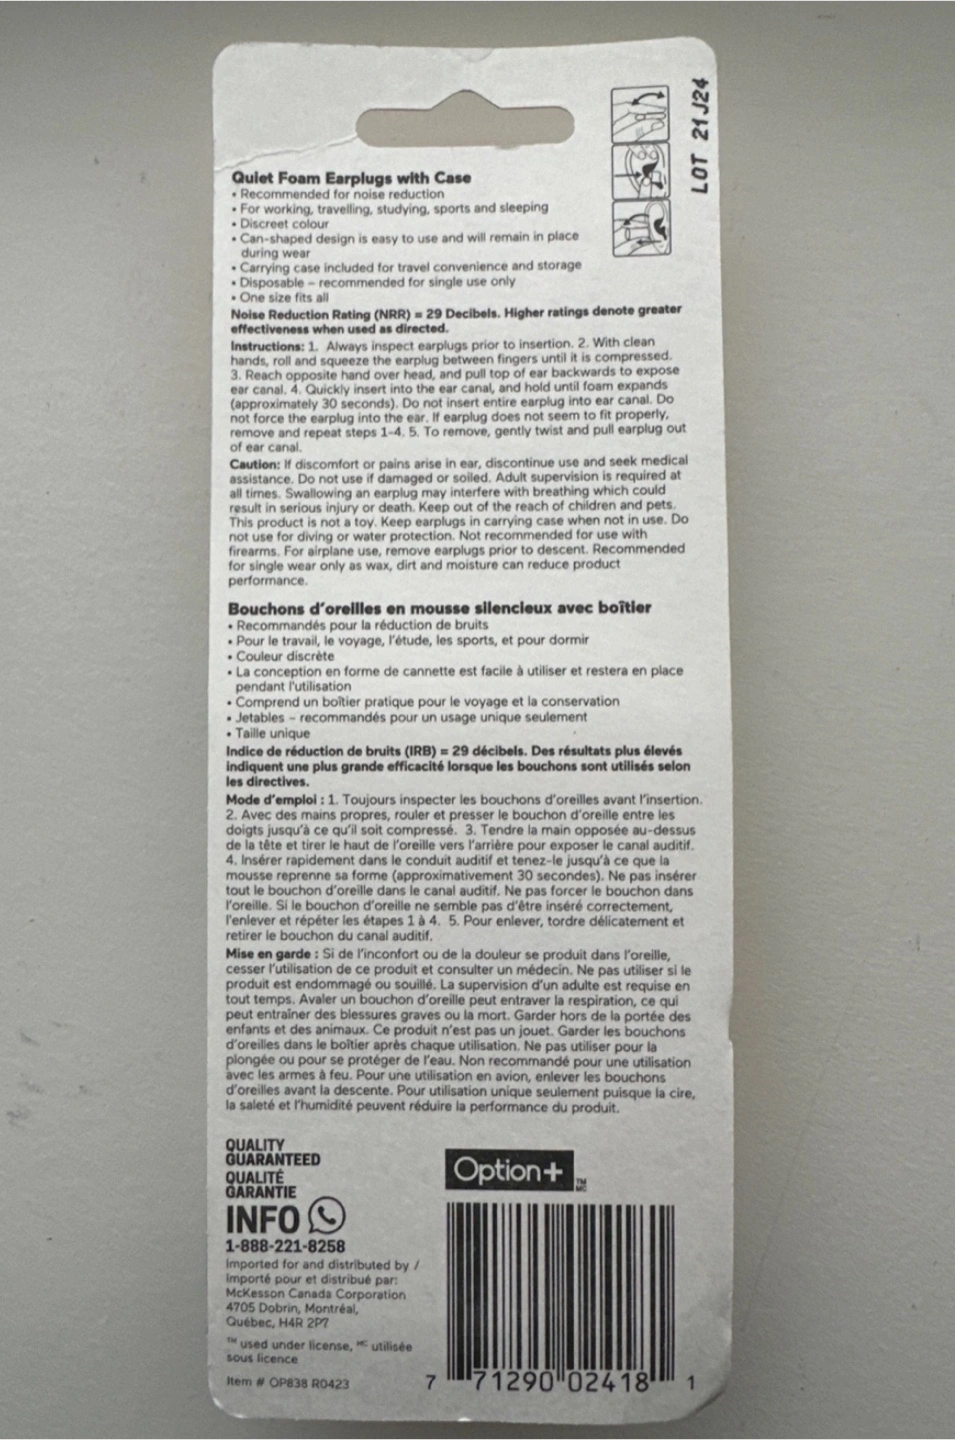 LOT 21 J24
Quiet Foam Earplugs with Case
• Recommended for noise reduction
• For working, travelling, studying, sports and sleeping
• Discreet colour
• Can-shaped design is easy to use and will remain in place
during wear
• Carrying case included for travel convenience and storage
• Disposable – recommended for single use only
• One size fits all
Noise Reduction Rating (NRR) = 29 Decibels. Higher ratings denote greater
effectiveness when used as directed.
Instructions: 1. Always inspect earplugs prior to insertion. 2. With clean
hands, roll and squeeze the earplug between fingers until it is compressed.
3. Reach opposite hand over head, and pull top of ear backwards to expose
ear canal. 4. Quickly insert into the ear canal, and hold until foam expands
(approximately 30 seconds). Do not insert entire earplug into ear canal. Do
not force the earplug into the ear. If earplug does not seem to fit properly,
remove and repeat steps 1-4. 5. To remove, gently twist and pull earplug out
of ear canal.
Caution: If discomfort or pains arise in ear, discontinue use and seek medical
assistance. Do not use if damaged or soiled. Adult supervision is required at
all times. Swallowing an earplug may interfere with breathing which could
result in serious injury or death. Keep out of the reach of children and pets.
This product is not a toy. Keep earplugs in carrying case when not in use. Do
not use for diving or water protection. Not recommended for use with
firearms. For airplane use, remove earplugs prior to descent. Recommended
for single wear only as wax, dirt and moisture can reduce product
performance.
Bouchons d'oreilles en mousse silencieux avec boîtier
• Recommandés pour la réduction de bruits
• Pour le travail, le voyage, l'étude, les sports, et pour dormir
• Couleur discrète
• La conception en forme de cannette est facile à utiliser et restera en place
pendant l'utilisation
• Comprend un boîtier pratique pour le voyage et la conservation
• Jetables – recommandés pour un usage unique seulement
• Taille unique
Indice de réduction de bruits (IRB) = 29 décibels. Des résultats plus élevés
indiquent une plus grande efficacité lorsque les bouchons sont utilisés selon
les directives.
Mode d'emploi : 1. Toujours inspecter les bouchons d'oreilles avant l'insertion.
2. Avec des mains propres, rouler et presser le bouchon d'oreille entre les
doigts jusqu'à ce qu'il soit compressé. 3. Tendre la main opposée au-dessus
de la tête et tirer le haut de l'oreille vers l'arrière pour exposer le canal auditif.
4. Insérer rapidement dans le conduit auditif et tenez-le jusqu'à ce que la
mousse reprenne sa forme (approximativement 30 secondes). Ne pas insérer
tout le bouchon d'oreille dans le canal auditif. Ne pas forcer le bouchon dans
l'oreille. Si le bouchon d'oreille ne semble pas d'être inséré correctement,
l'enlever et répéter les étapes 1 à 4. 5. Pour enlever, tordre délicatement et
retirer le bouchon du canal auditif.
Mise en garde : Si de l'inconfort ou de la douleur se produit dans l'oreille,
cesser l'utilisation de ce produit et consulter un médecin. Ne pas utiliser si le
produit est endommagé ou souillé. La supervision d'un adulte est requise en
tout temps. Avaler un bouchon d'oreille peut entraver la respiration, ce qui
peut entraîner des blessures graves ou la mort. Garder hors de la portée des
enfants et des animaux. Ce produit n'est pas un jouet. Garder les bouchons
d'oreilles dans le boîtier après chaque utilisation. Ne pas utiliser pour la
plongée ou pour se protéger de l'eau. Non recommandé pour une utilisation
avec les armes à feu. Pour une utilisation en avion, enlever les bouchons
d'oreilles avant la descente. Pour utilisation unique seulement puisque la cire,
la saleté et l'humidité peuvent réduire la performance du produit.
QUALITY
GUARANTEED
QUALITÉ
GARANTIE
INFO
1-888-221-8258
Imported for and distributed by /
Importé pour et distribué par:
McKesson Canada Corporation
4705 Dobrin, Montréal,
Québec, H4R 2P7
™ used under license, MC utilisée
sous licence
Item # OP838 R0423
Option+ TM MC
7 71290 02418 1